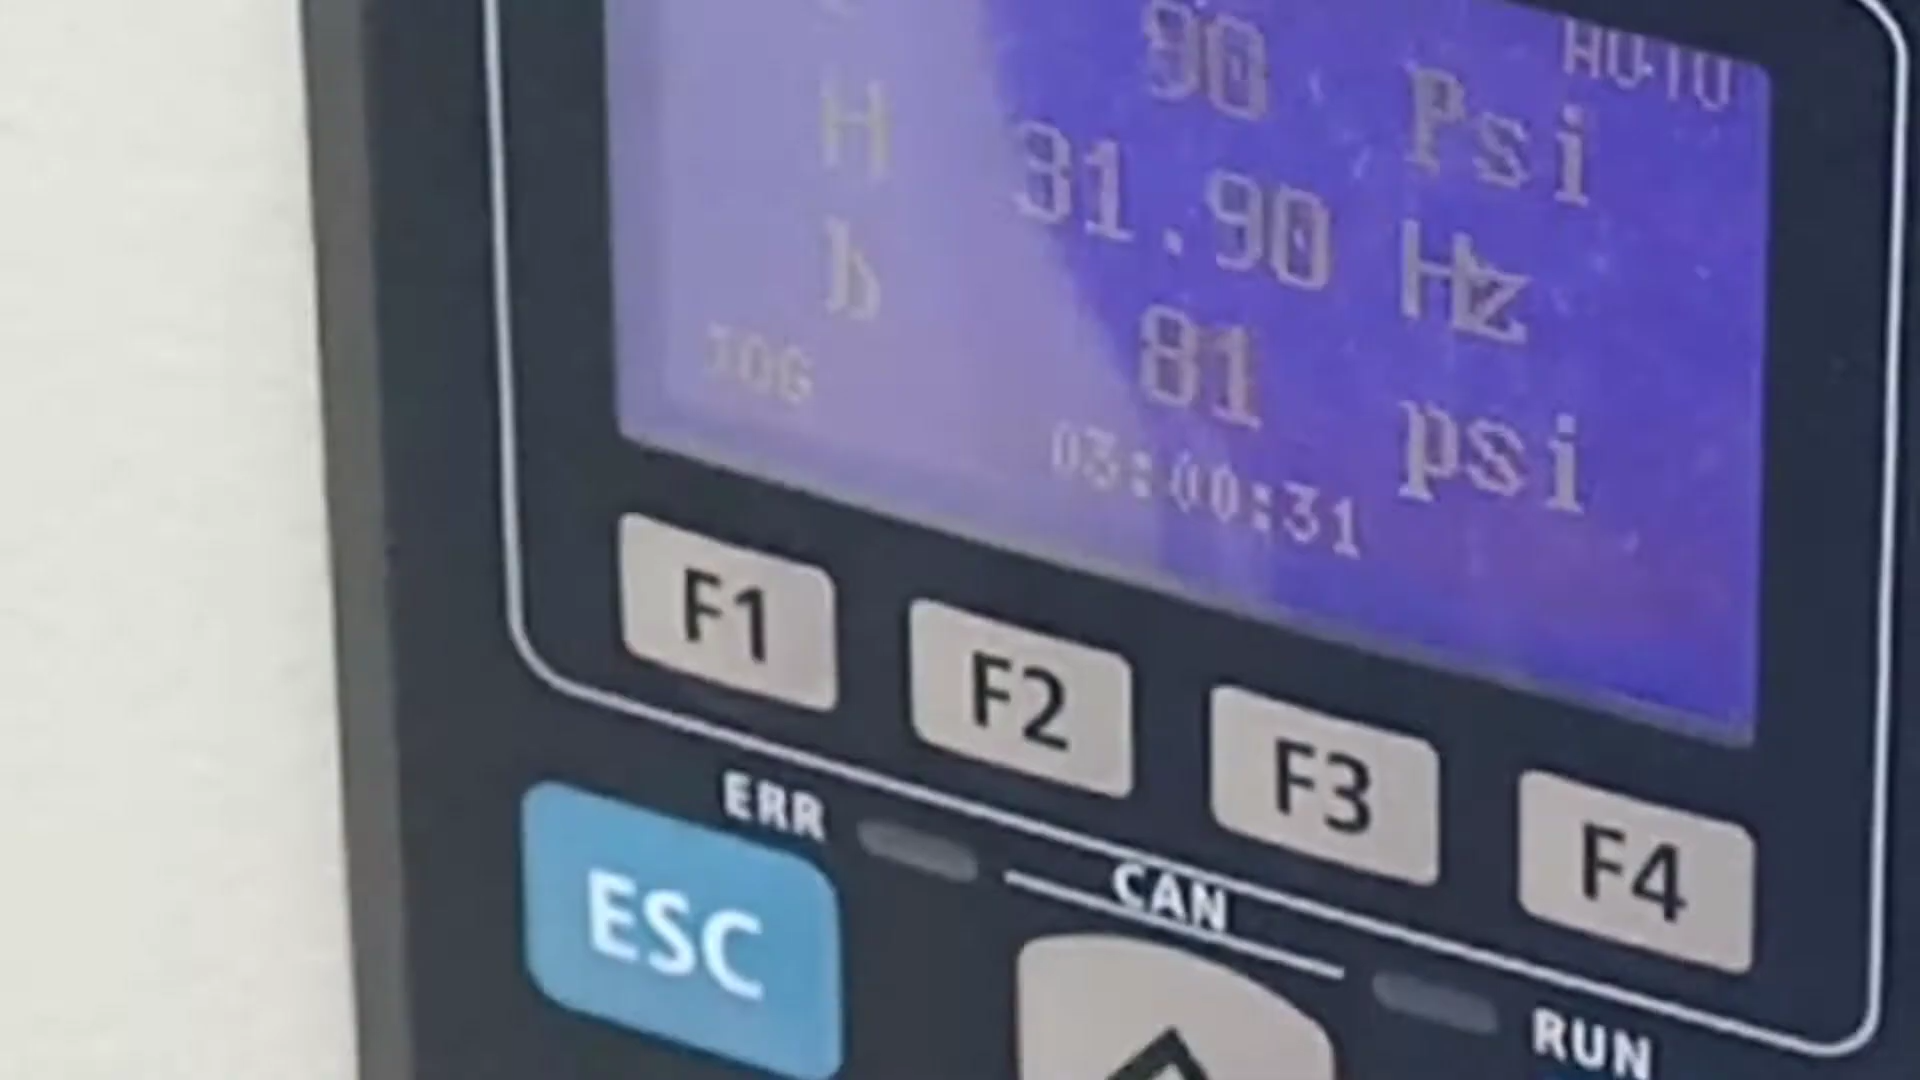 AUTO
90 Psi
H 31.90 Hz
b 81 psi
JOG 03:00:31
F1 F2 F3 F4
ERR
CAN
RUN
ESC